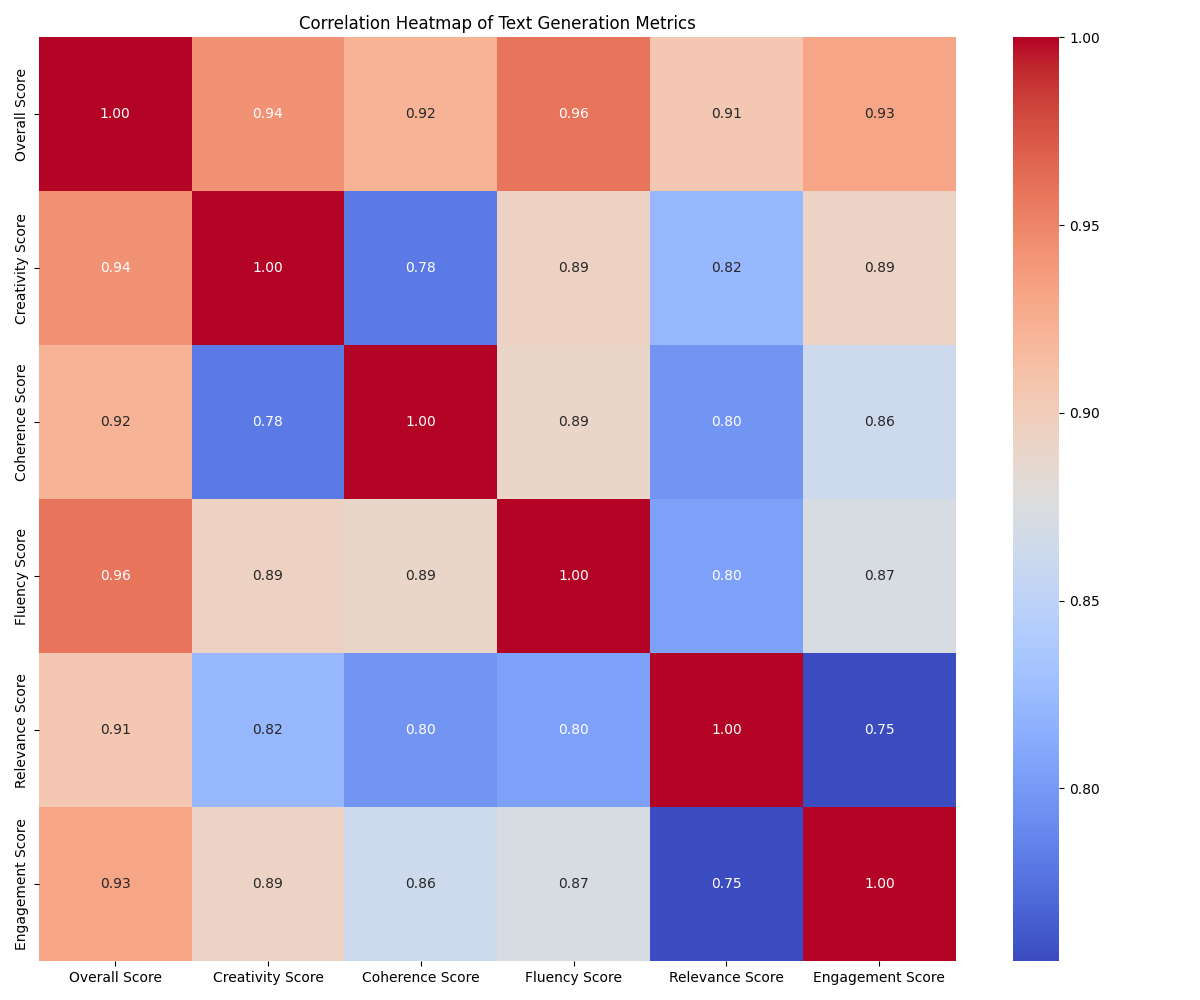 Correlation Heatmap of Text Generation Metrics
Overall Score 1.00 0.94 0.92 0.96 0.91 0.93
Creativity Score 0.94 1.00 0.78 0.89 0.82 0.89
Coherence Score 0.92 0.78 1.00 0.89 0.80 0.86
Fluency Score 0.96 0.89 0.89 1.00 0.80 0.87
Relevance Score 0.91 0.82 0.80 0.80 1.00 0.75
Engagement Score 0.93 0.89 0.86 0.87 0.75 1.00
Overall Score Creativity Score Coherence Score Fluency Score Relevance Score Engagement Score
1.00
0.95
0.90
0.85
0.80